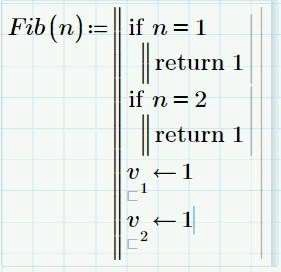 Fib(n):=
if n = 1
return 1
if n = 2
return 1
v ← 1
1
v ← 1
2